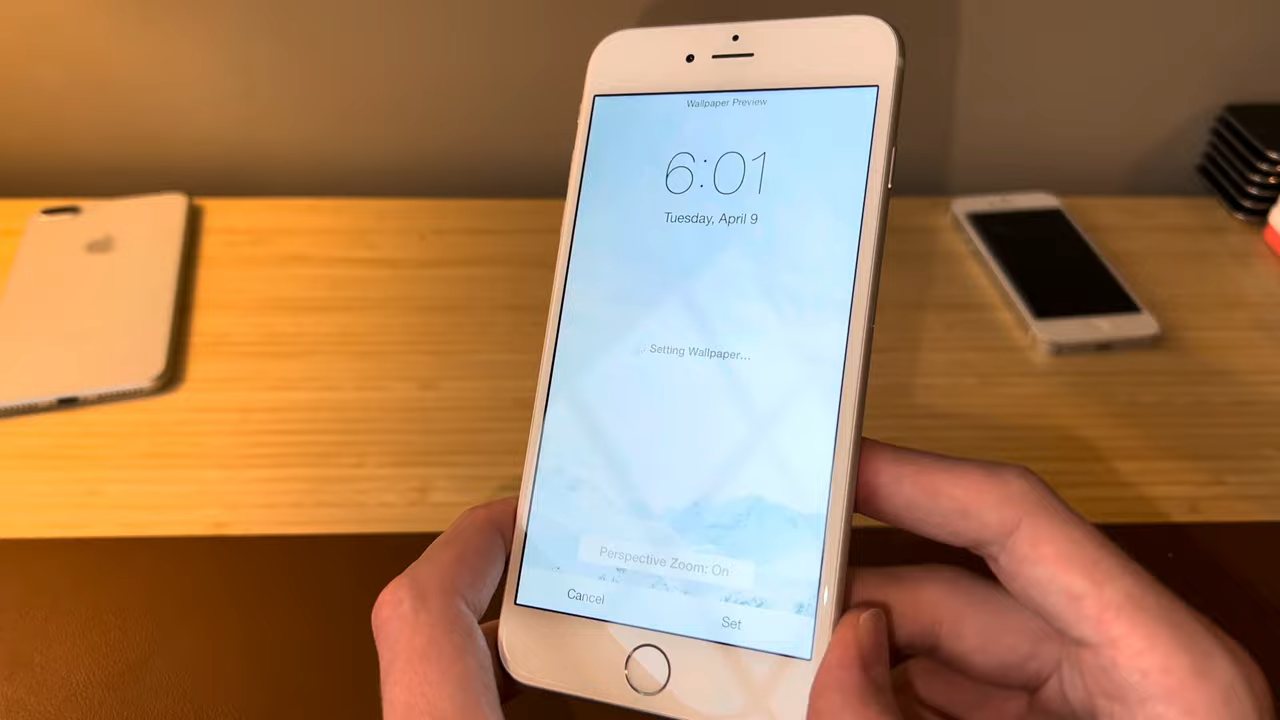 Wallpaper Preview
6:01
Tuesday, April 9
Setting Wallpaper...
Perspective Zoom: On
Cancel
Set